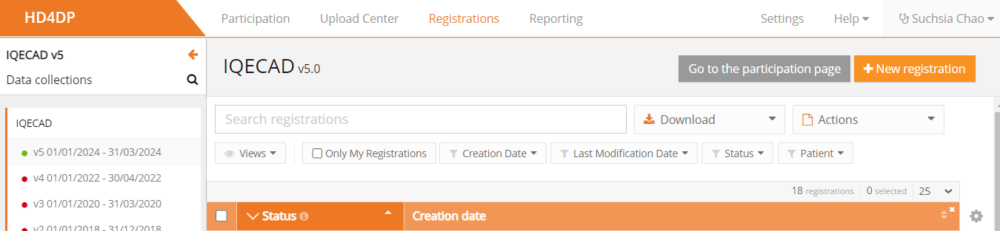 HD4DP Participation Upload Center Registrations Reporting Settings Help Suchsia Chao
IQECAD v5
Data collections
IQECAD
v5 01/01/2024 - 31/03/2024
v4 01/01/2022 - 30/04/2022
v3 01/01/2020 - 31/03/2020
v2 01/01/2018 - 31/12/2018
IQECAD v5.0 Go to the participation page New registration
Search registrations Download Actions
Views Only My Registrations Creation Date Last Modification Date Status Patient
18 registrations 0 selected 25
Status Creation date